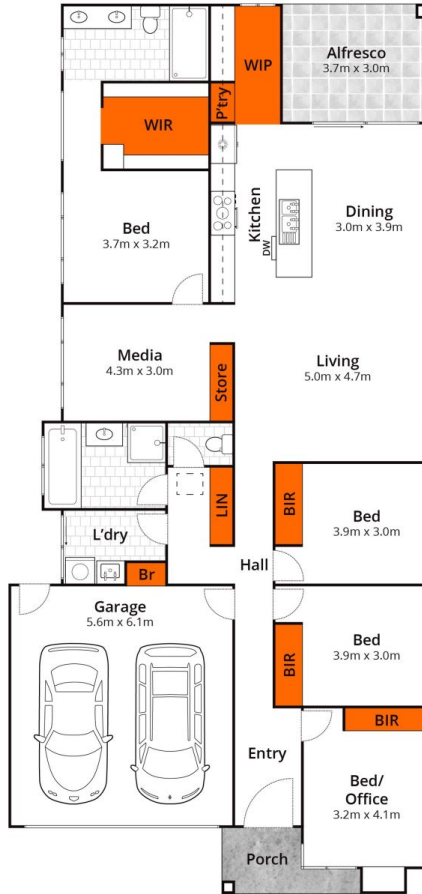 Alfresco
3.7m x 3.0m
WIP
P'try
WIR
Kitchen
DW
Dining
3.0m x 3.9m
Bed
3.7m x 3.2m
Media
4.3m x 3.0m
Store
Living
5.0m x 4.7m
LIN
BIR
Bed
3.9m x 3.0m
L'dry
Br
Hall
Garage
5.6m x 6.1m
BIR
Bed
3.9m x 3.0m
BIR
Entry
Bed/
Office
3.2m x 4.1m
Porch